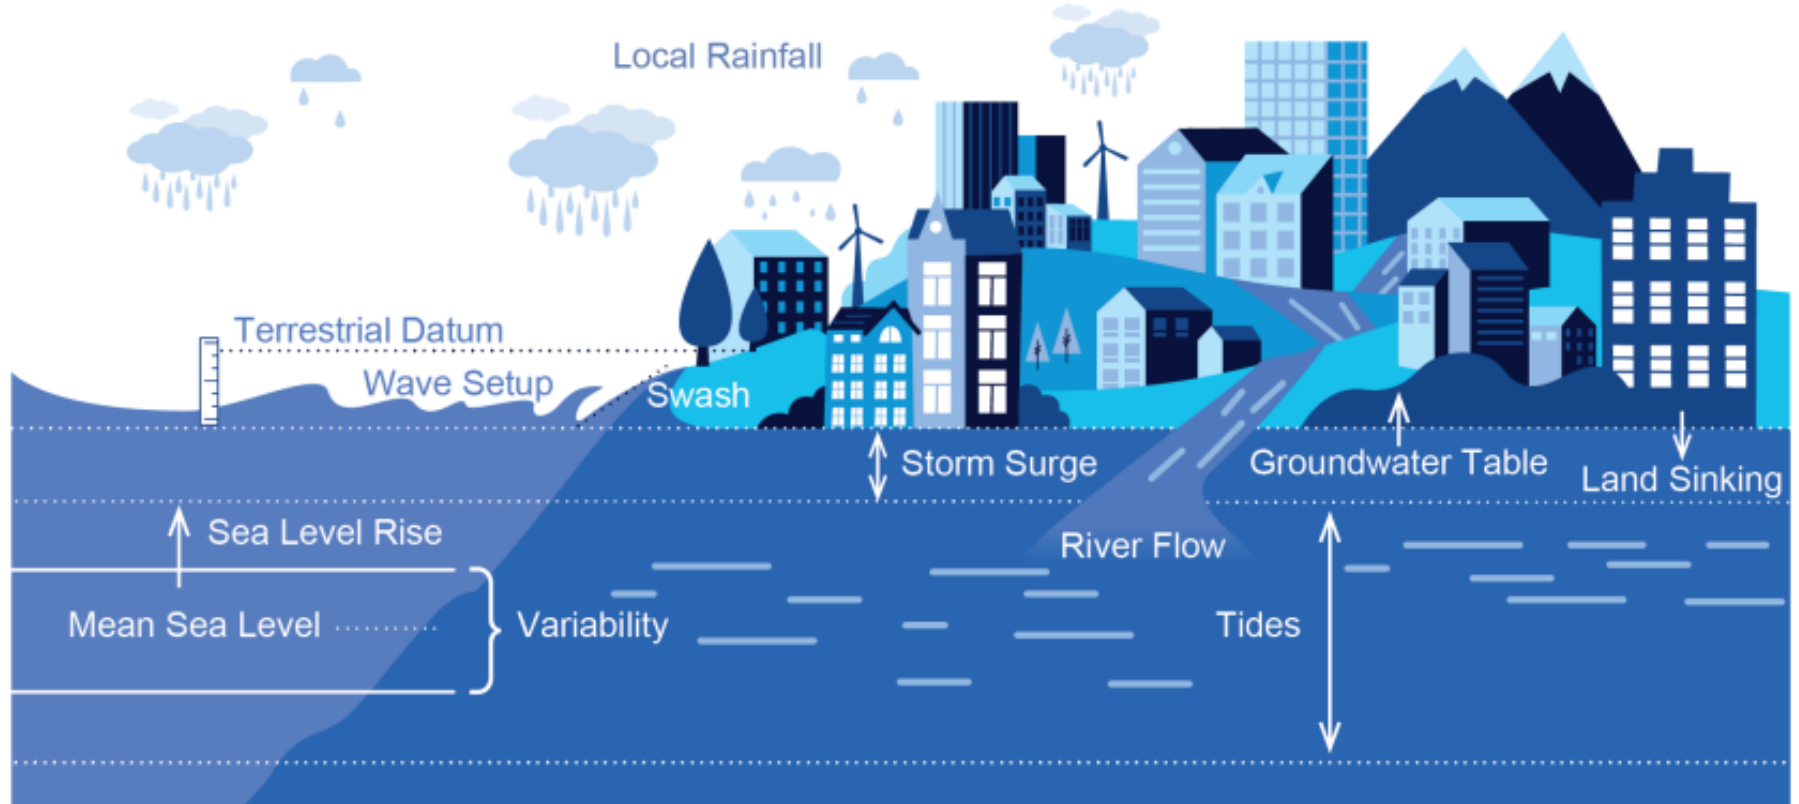 Local Rainfall
Terrestrial Datum
Wave Setup
Swash
Storm Surge
Groundwater Table
Land Sinking
Sea Level Rise
River Flow
Mean Sea Level
Variability
Tides